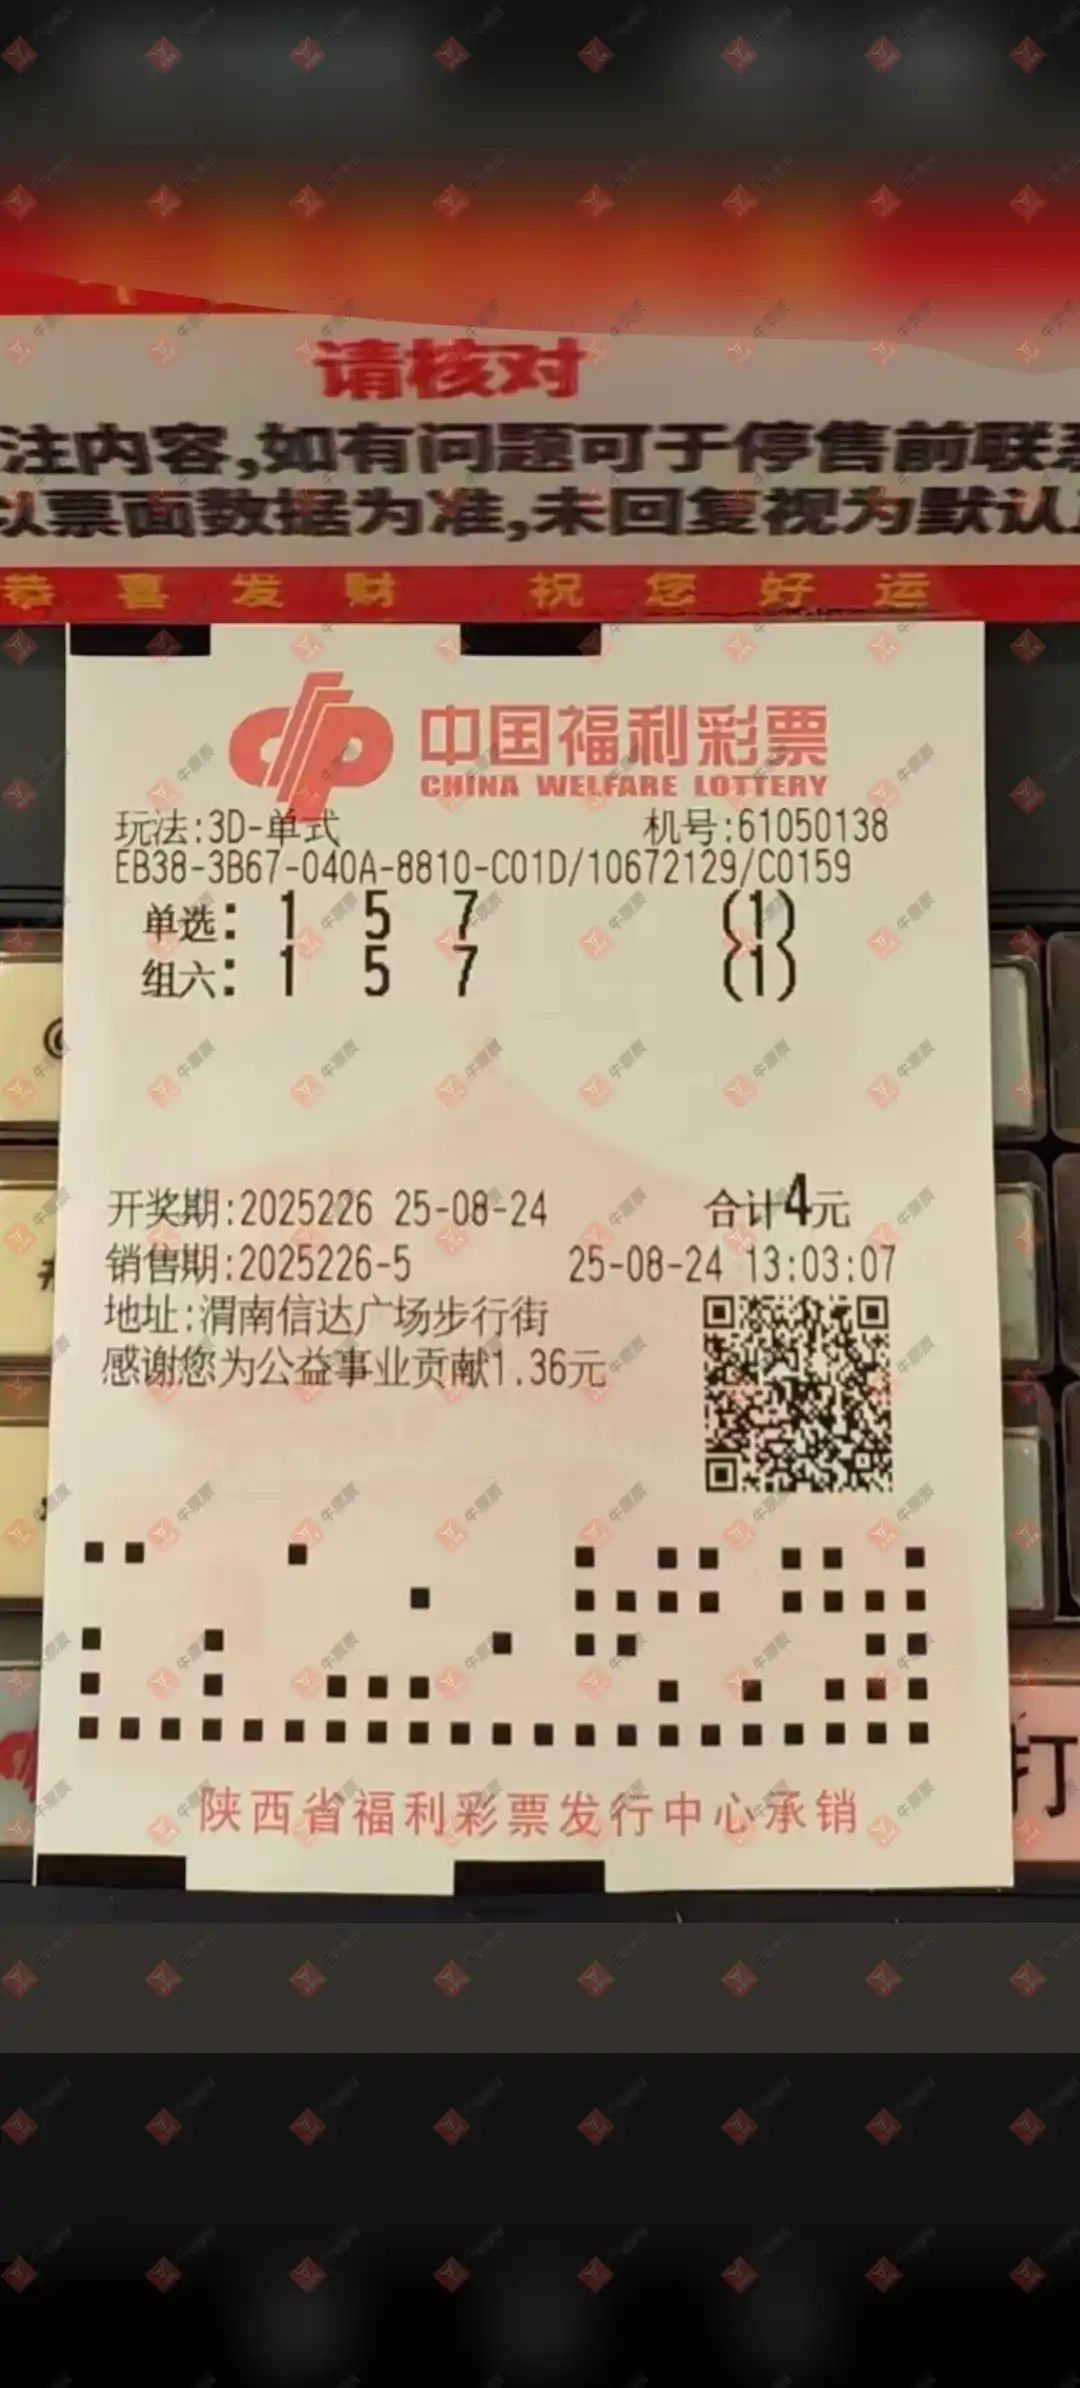 请核对
注内容,如有问题可于停售前联系
以票面数据为准,未回复视为默认
恭喜发财 祝您好运
中国福利彩票
CHINA WELFARE LOTTERY
玩法:3D-单式 机号:61050138
EB38-3B67-040A-8810-C01D/10672129/C0159
单选: 1 5 7 (1)
组六: 1 5 7 (1)
开奖期:2025226 25-08-24 合计4元
销售期:2025226-5 25-08-24 13:03:07
地址:渭南信达广场步行街
感谢您为公益事业贡献1.36元
打
陕西省福利彩票发行中心承销
牛票票